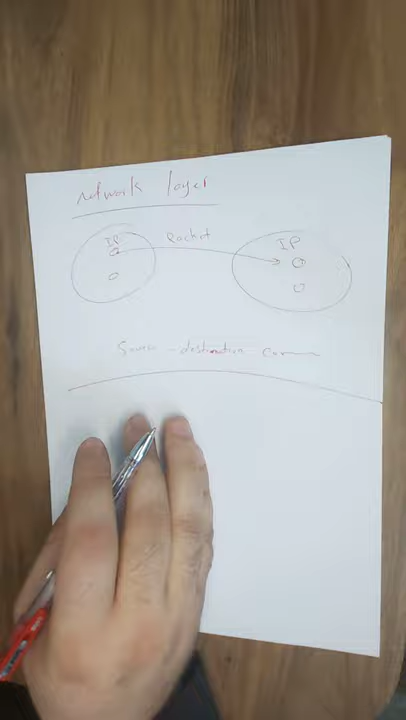 network layer
IP Packet IP
Source - destination